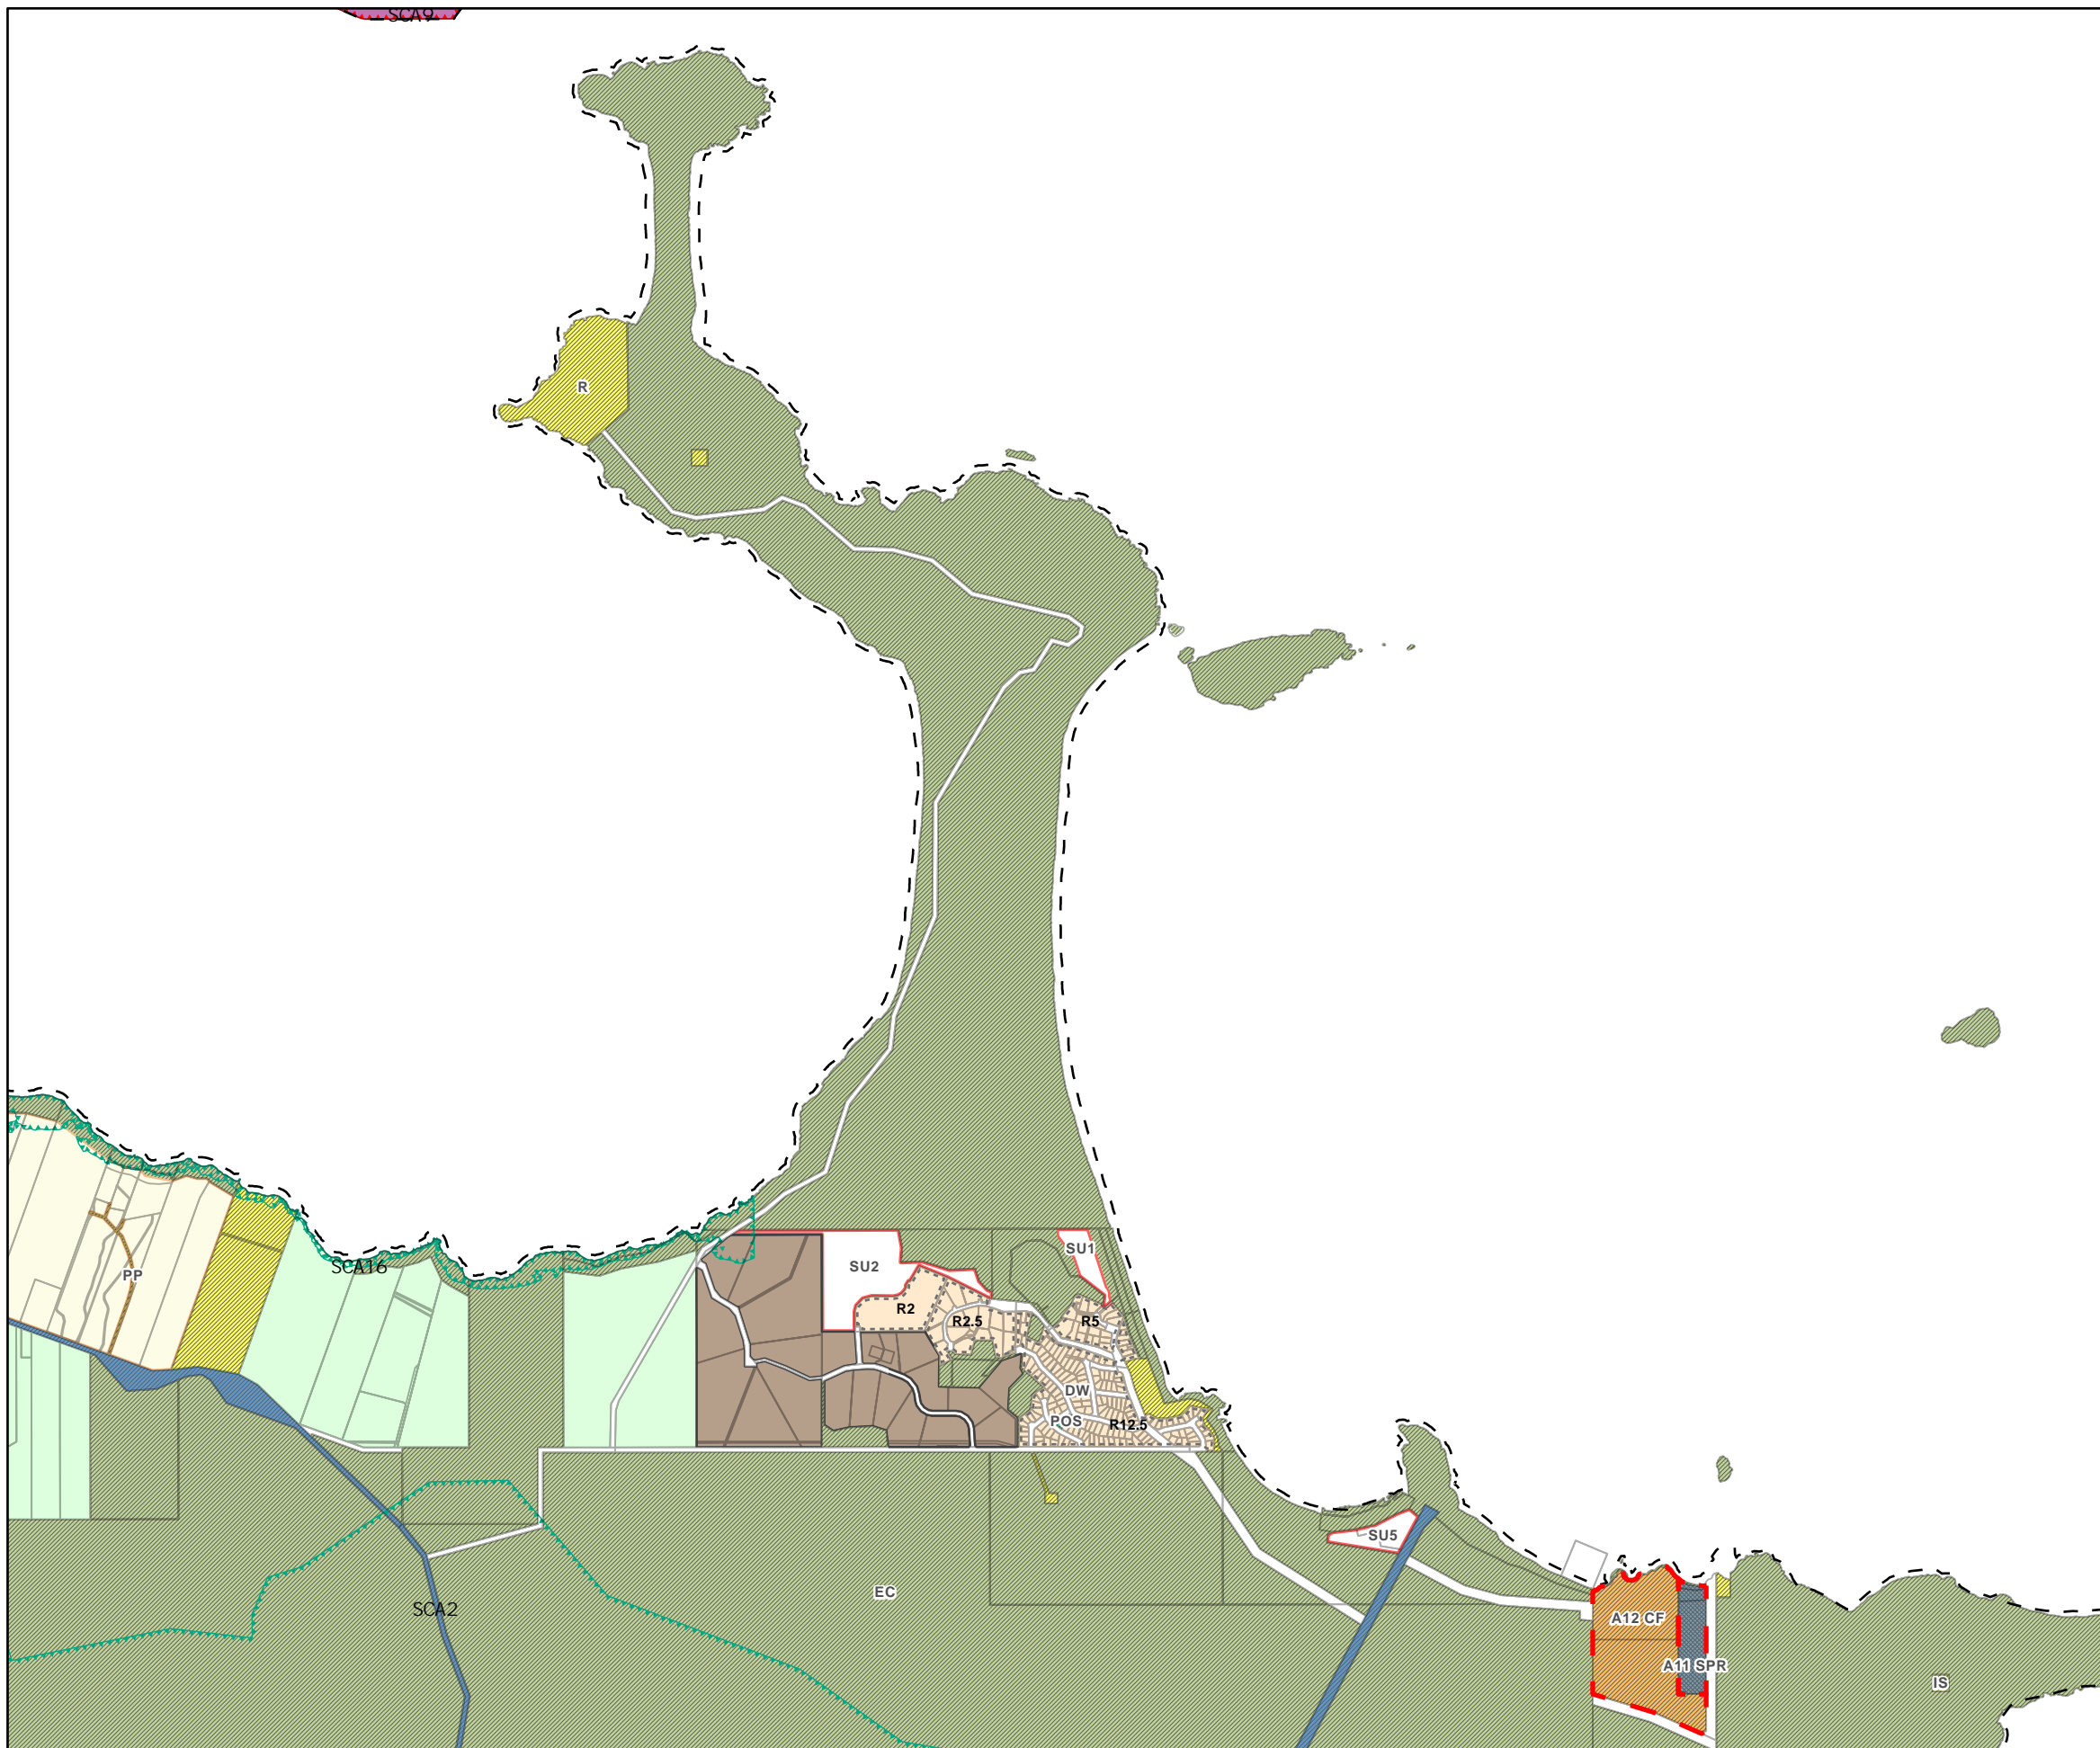 SCA9
R
SU1
SU2
PP
SCA16
R2
R2.5
R5
DW
POS
R12.5
SU5
EC
SCA2
A12 CF
A11 SPR
IS